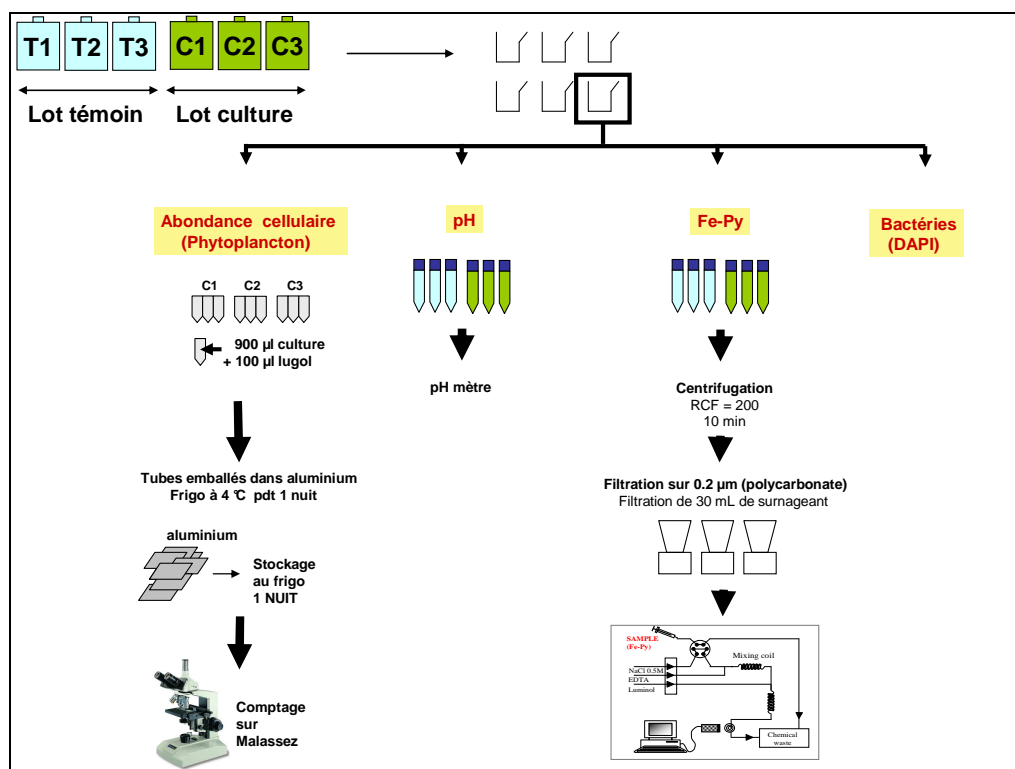 T1 T2 T3 C1 C2 C3
Lot témoin Lot culture
Abondance cellulaire
(Phytoplancton)
pH
Fe-Py
Bactéries
(DAPI)
C1 C2 C3
900 µl culture
+ 100 µl lugol
pH mètre
Centrifugation
RCF = 200
10 min
Tubes emballés dans aluminium
Frigo à 4 °C pdt 1 nuit
Filtration sur 0.2 µm (polycarbonate)
Filtration de 30 mL de surnageant
aluminium
Stockage
au frigo
1 NUIT
Comptage
sur
Malassez
SAMPLE
(Fe-Py)
Mixing coil
NaCl 0.5M
EDTA
Luminol
Chemical
waste